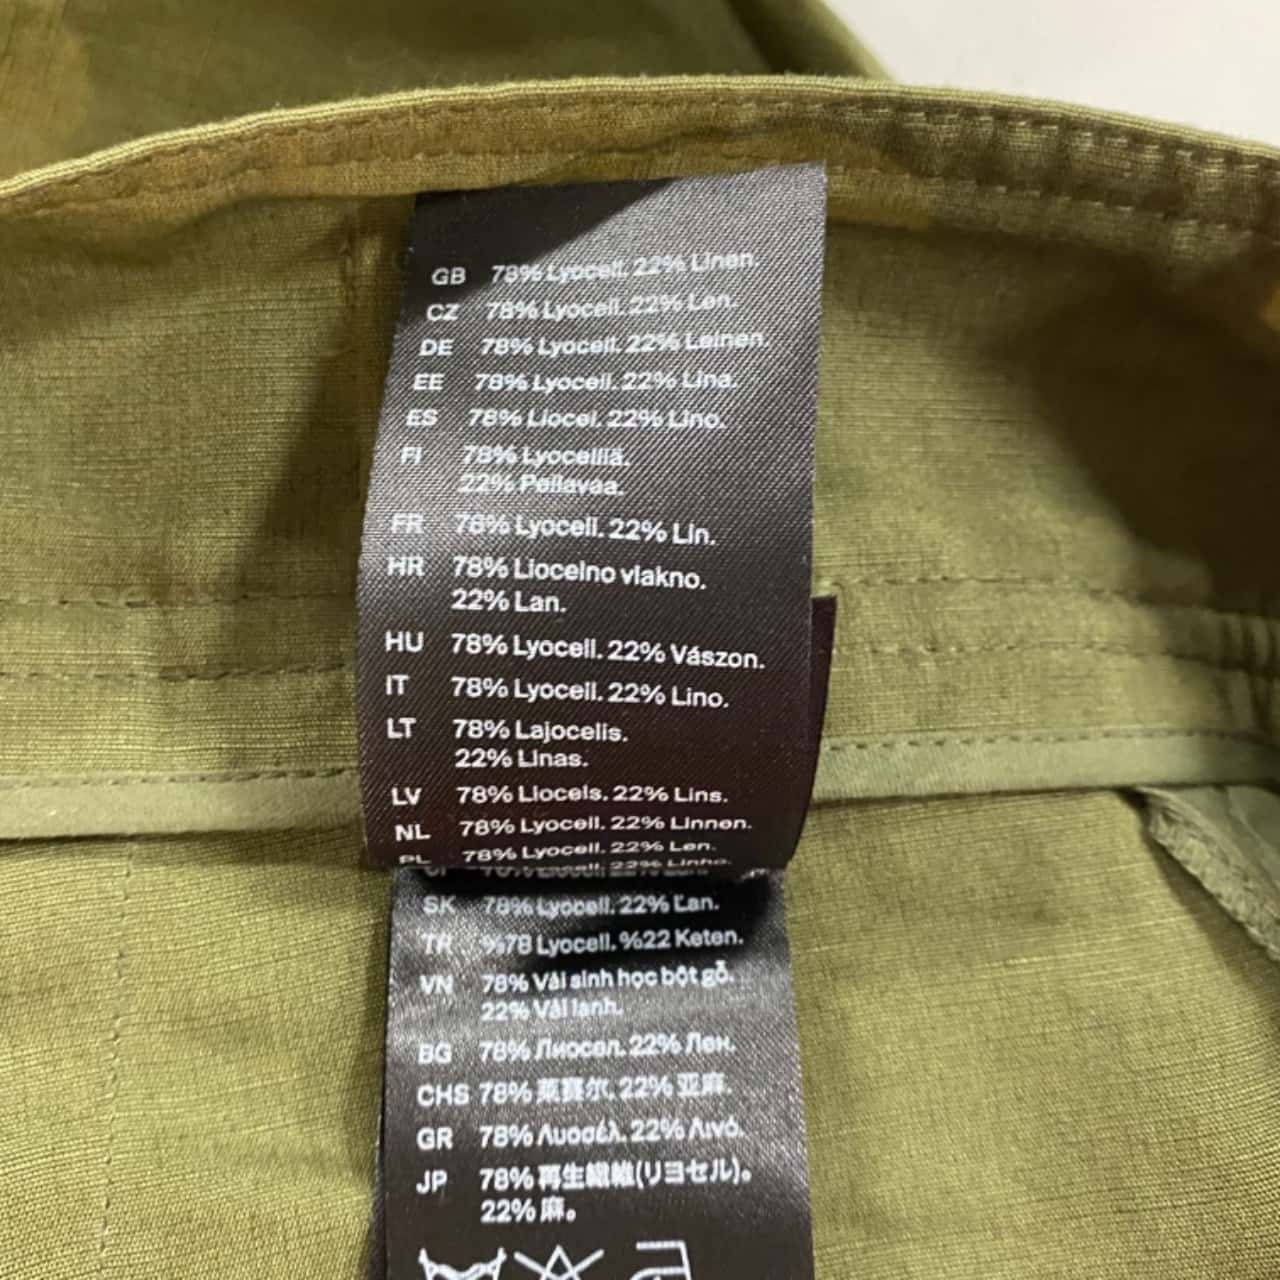 GB 78% Lyocell. 22% Linen.
CZ 78% Lyocell. 22% Len.
DE 78% Lyocell. 22% Leinen.
EE 78% Lyocell. 22% Lina.
ES 78% Liocel. 22% Lino.
FI 78% Lyocelliä.
22% Pellavaa.
FR 78% Lyocell. 22% Lin.
HR 78% Liocelno vlakno.
22% Lan.
HU 78% Lyocell. 22% Vászon.
IT 78% Lyocell. 22% Lino.
LT 78% Lajocelis.
22% Linas.
LV 78% Liocels. 22% Lins.
NL 78% Lyocell. 22% Linnen.
PL 78% Lyocell. 22% Len.
22% Linho.
SK 78% Lyocell. 22% Ľan.
TR %78 Lyocell. %22 Keten.
VN 78% Vải sinh học bột gỗ.
22% Vải lanh.
BG 78% Лиосел. 22% Лен.
CHS 78% 莱赛尔. 22% 亚麻.
GR 78% Λυοσέλ. 22% Λινό.
JP 78% 再生繊維(リヨセル)。
22% 麻。